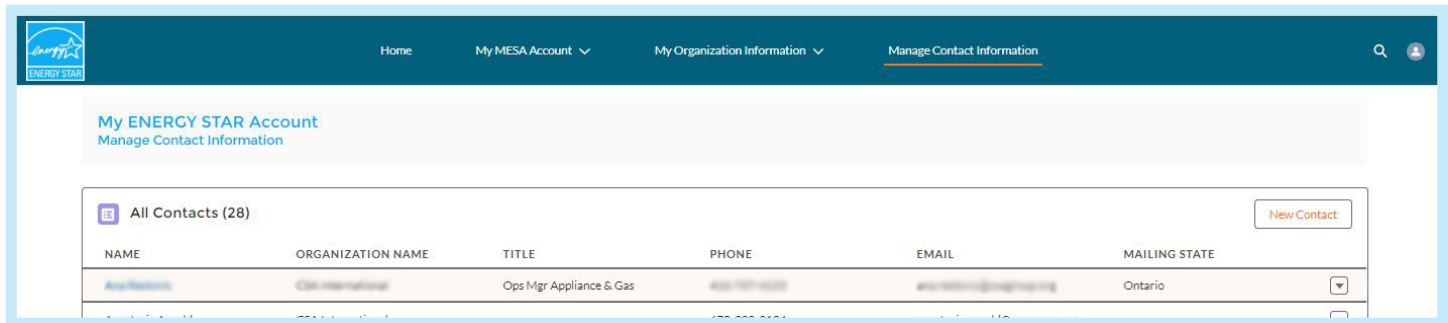 energy
ENERGY STAR
Home My MESA Account My Organization Information Manage Contact Information
My ENERGY STAR Account
Manage Contact Information
All Contacts (28) New Contact
NAME ORGANIZATION NAME TITLE PHONE EMAIL MAILING STATE
Ops Mgr Appliance & Gas Ontario